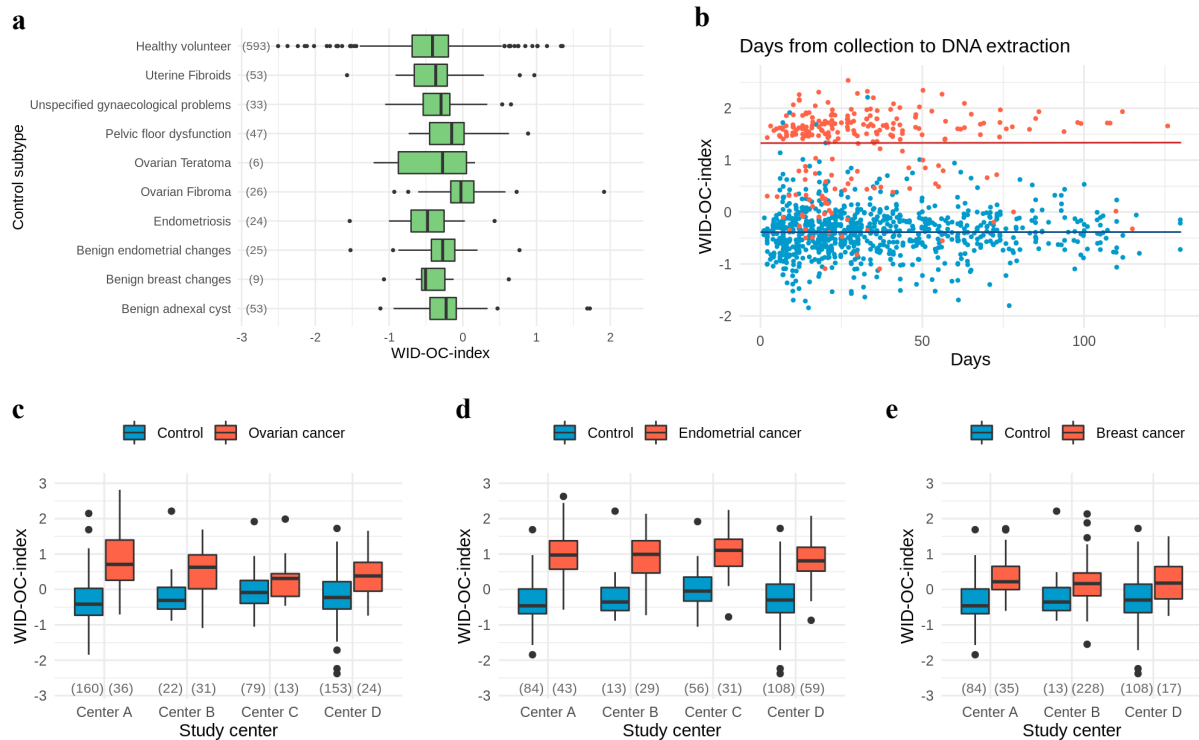 a
Control subtype
Healthy volunteer (593)
Uterine Fibroids (53)
Unspecified gynaecological problems (33)
Pelvic floor dysfunction (47)
Ovarian Teratoma (6)
Ovarian Fibroma (26)
Endometriosis (24)
Benign endometrial changes (25)
Benign breast changes (9)
Benign adnexal cyst (53)
-3 -2 -1 0 1 2
WID-OC-index
b
Days from collection to DNA extraction
WID-OC-index
2
1
0
-1
-2
0 50 100
Days
c
Control Ovarian cancer
WID-OC-index
3
2
1
0
-1
-2
-3
(160) (36) (22) (31) (79) (13) (153) (24)
Center A Center B Center C Center D
Study center
d
Control Endometrial cancer
WID-OC-index
3
2
1
0
-1
-2
-3
(84) (43) (13) (29) (56) (31) (108) (59)
Center A Center B Center C Center D
Study center
e
Control Breast cancer
WID-OC-index
3
2
1
0
-1
-2
-3
(84) (35) (13) (228) (108) (17)
Center A Center B Center D
Study center